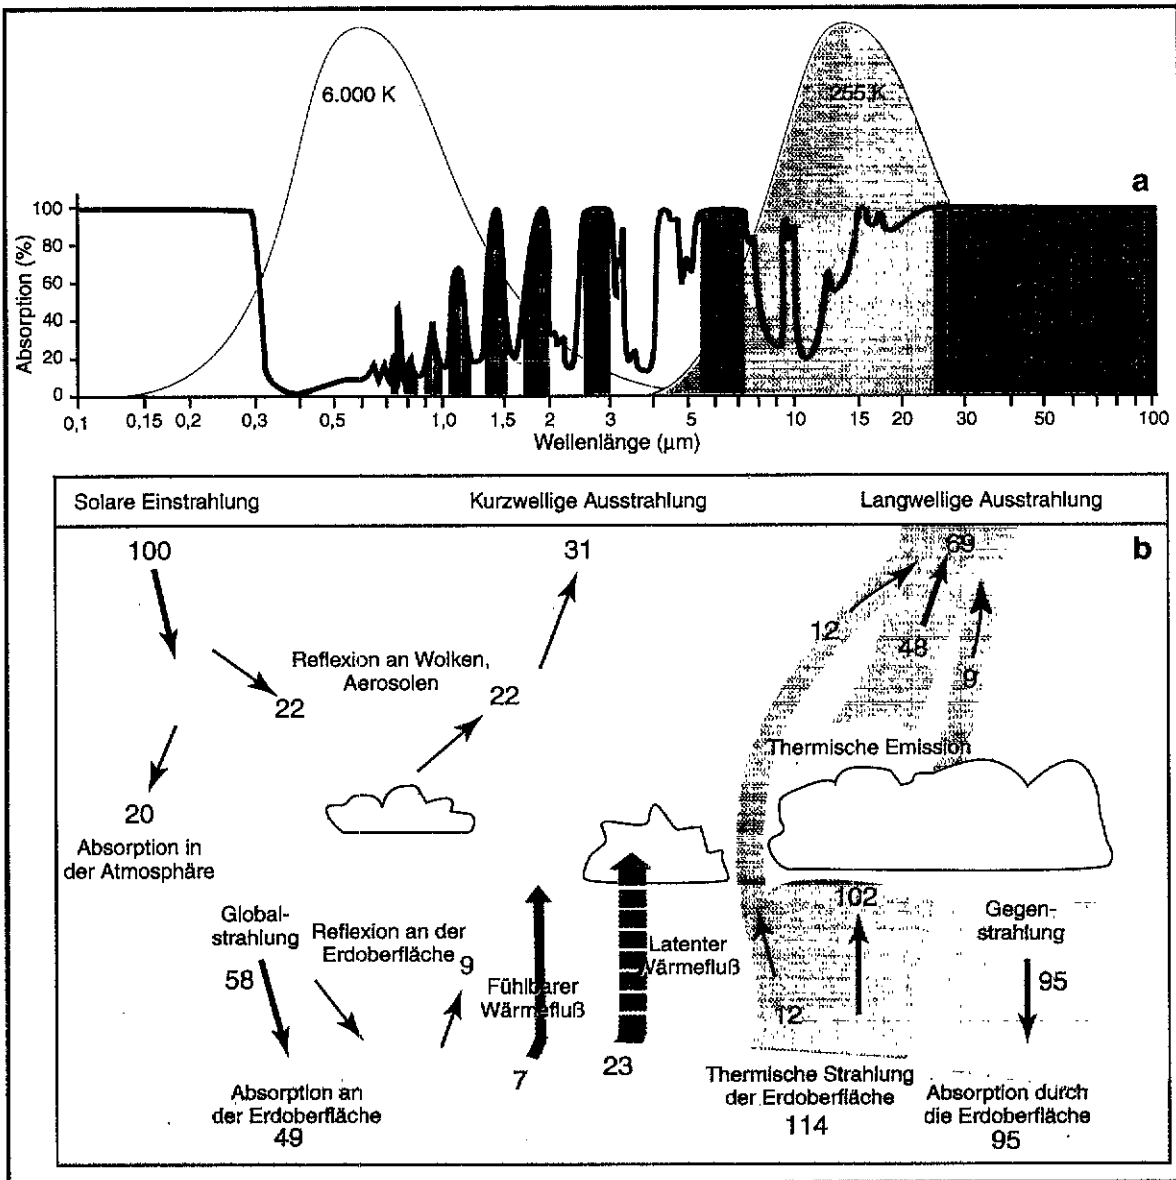 6.000 K
255 K
a
Absorption (%)
100
80
60
40
20
0
0,1 0,15 0,2 0,3 0,6 1,0 1,5 2 3 5 10 15 20 30 50 100
Wellenlänge (µm)
Solare Einstrahlung Kurzwellige Ausstrahlung Langwellige Ausstrahlung
b
100
31
69
12
48
9
Reflexion an Wolken,
Aerosolen
22
22
Thermische Emission
20
Absorption in
der Atmosphäre
Global-
strahlung
58
Reflexion an der
Erdoberfläche
9
Fühlbarer
Wärmefluß
7
Latenter
Wärmefluß
23
102
12
Gegen-
strahlung
95
Absorption an
der Erdoberfläche
49
Thermische Strahlung
der Erdoberfläche
114
Absorption durch
die Erdoberfläche
95